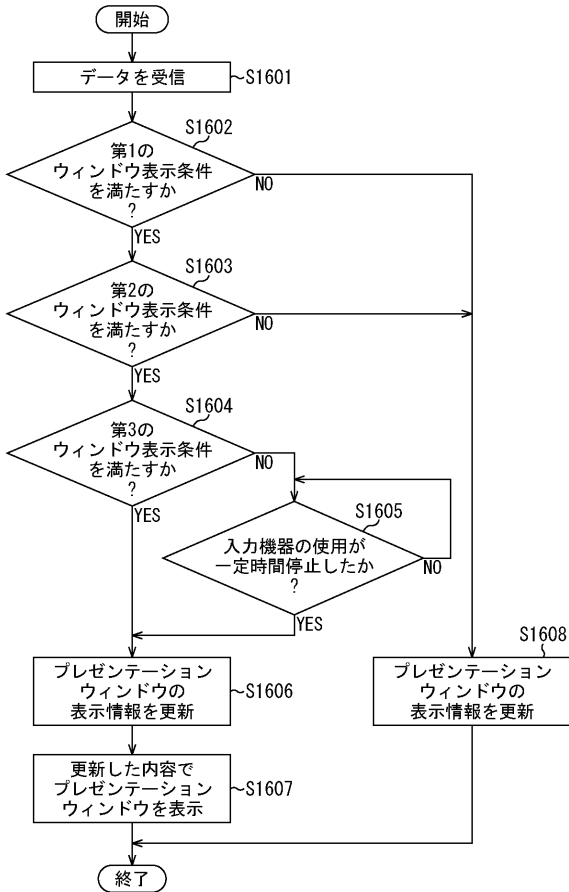 開始
データを受信
S1601
S1602
第1の
ウィンドウ表示条件
を満たすか
?
NO
YES
S1603
第2の
ウィンドウ表示条件
を満たすか
?
NO
YES
S1604
第3の
ウィンドウ表示条件
を満たすか
?
NO
YES
S1605
入力機器の使用が
一定時間停止したか
?
NO
YES
プレゼンテーション
ウィンドウの
表示情報を更新
S1606
S1608
プレゼンテーション
ウィンドウの
表示情報を更新
更新した内容で
プレゼンテーション
ウィンドウを表示
S1607
終了